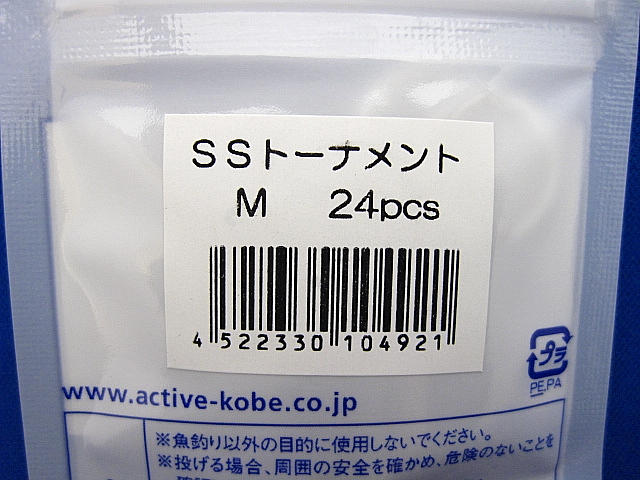 SSトーナメント
M 24pcs
4 522330 104921
プラ
PE,PA
www.active-kobe.co.jp
※魚釣り以外の目的に使用しないでください。
※投げる場合、周囲の安全を確かめ、危険のないことを